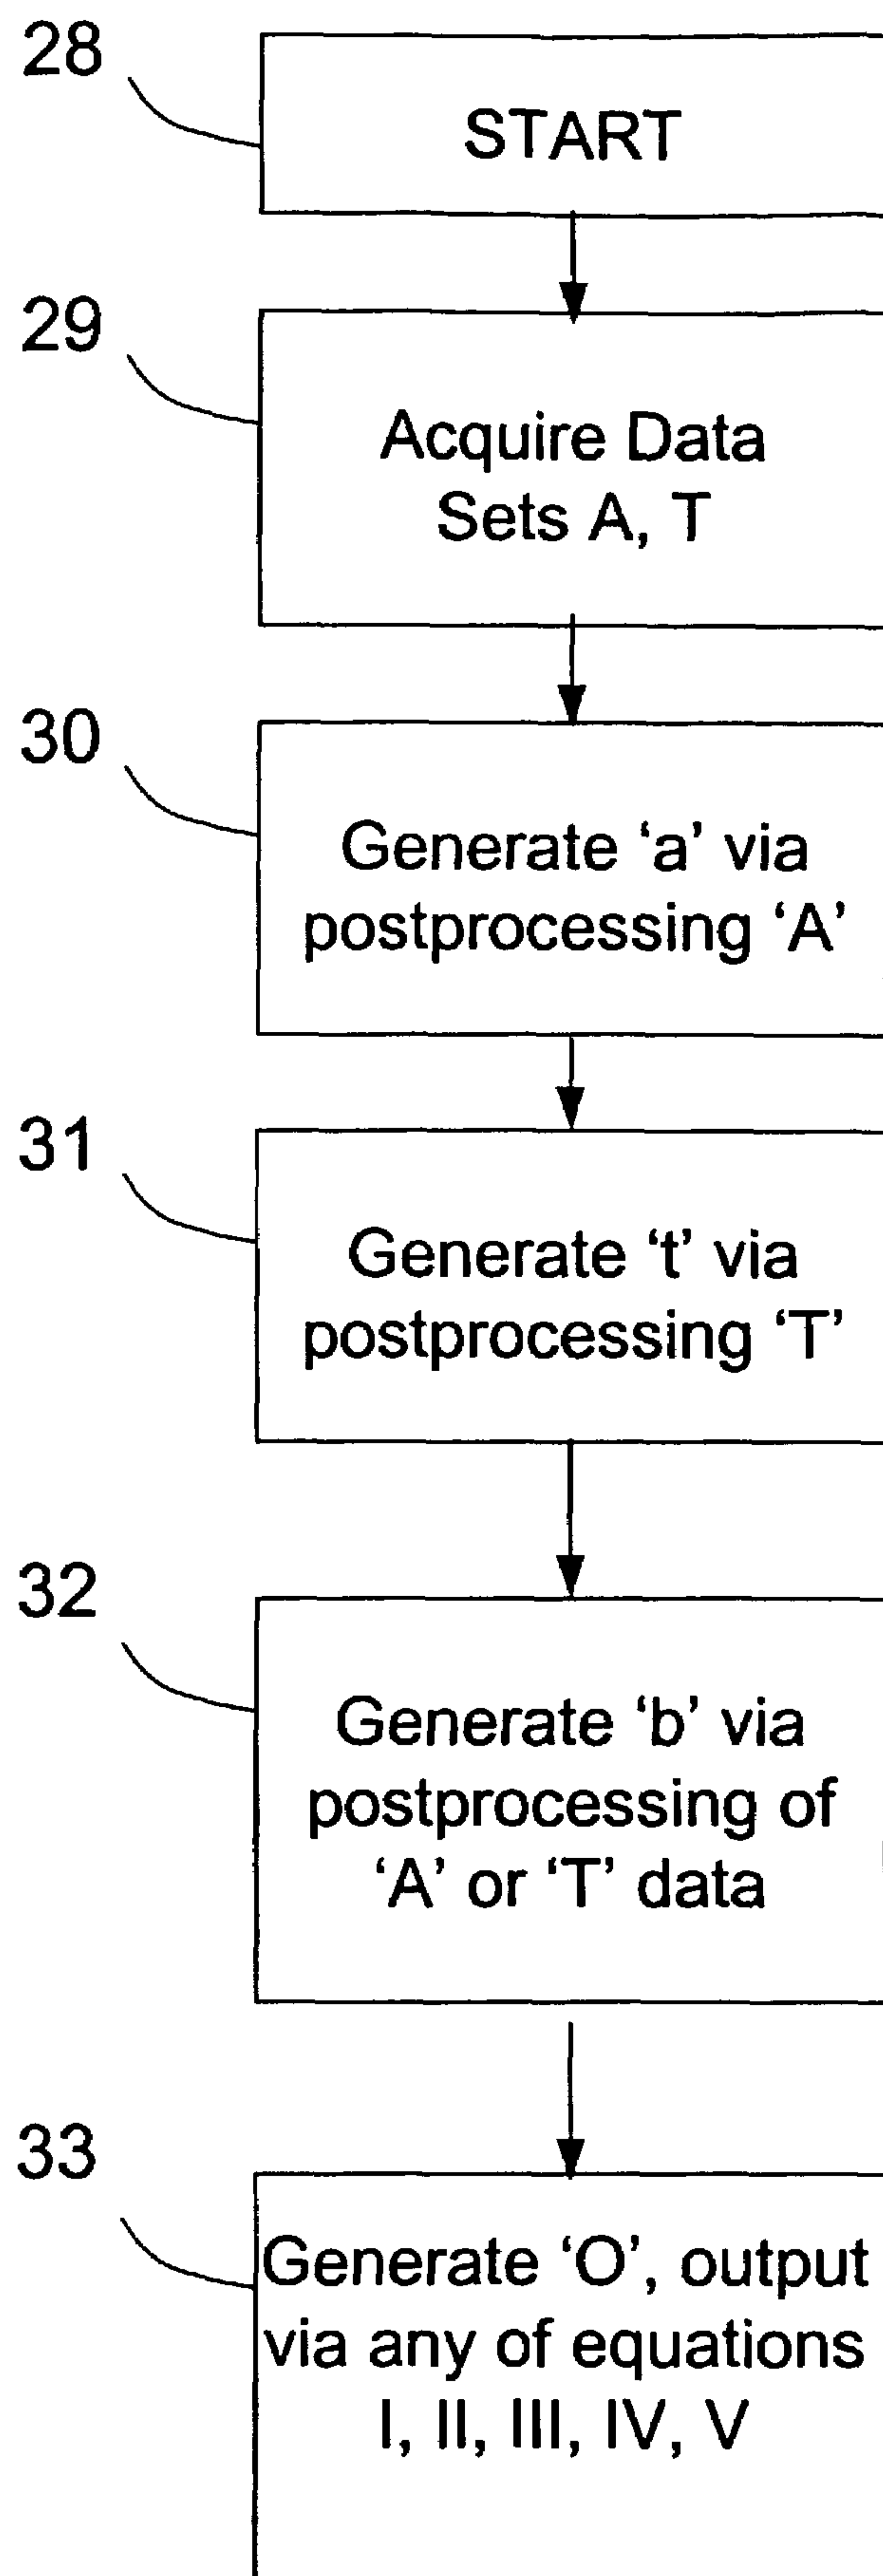 28
START
29
Acquire Data
Sets A, T
30
Generate ‘a’ via
postprocessing ‘A’
31
Generate ‘t’ via
postprocessing ‘T’
32
Generate ‘b’ via
postprocessing of
‘A’ or ‘T’ data
33
Generate ‘O’, output
via any of equations
I, II, III, IV, V